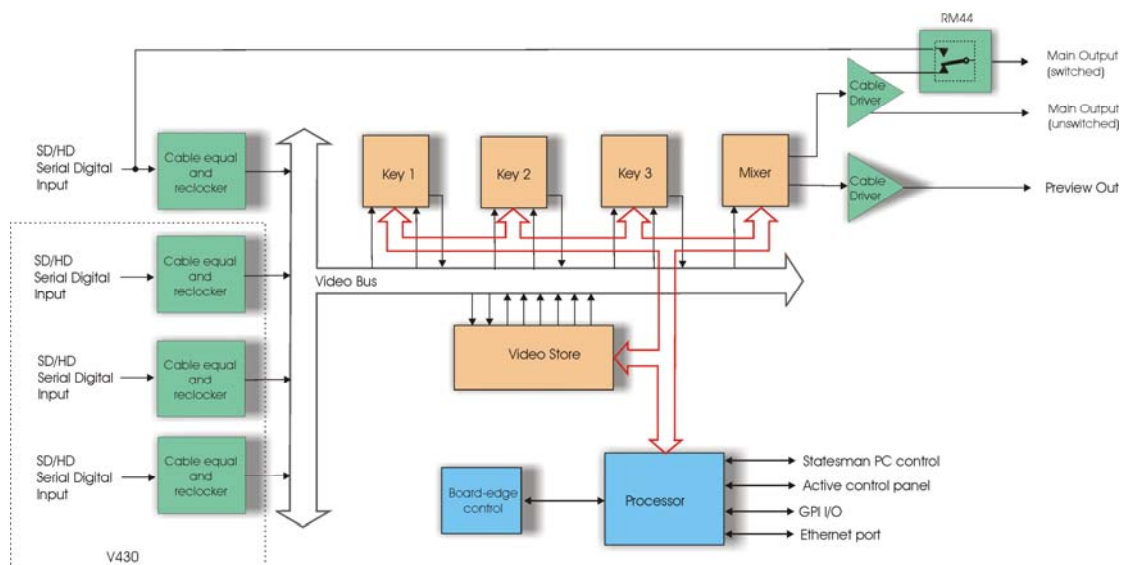 RM44
Main Output
(switched)
Cable
Driver
Main Output
(unswitched)
SD/HD
Serial Digital
Input
Cable equal
and
reclocker
Key 1
Key 2
Key 3
Mixer
Cable
Driver
Preview Out
SD/HD
Serial Digital
Input
Cable equal
and
reclocker
Video Bus
SD/HD
Serial Digital
Input
Cable equal
and
reclocker
Video Store
SD/HD
Serial Digital
Input
Cable equal
and
reclocker
Board-edge
control
Processor
Statesman PC control
Active control panel
GPI I/O
Ethernet port
V430